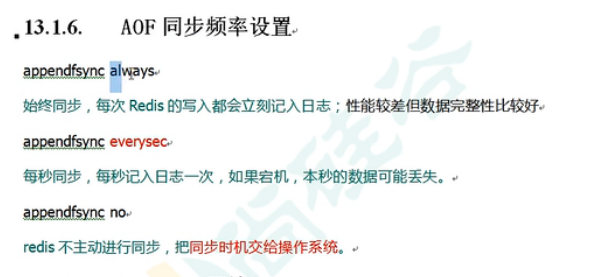 13.1.6. AOF 同步频率设置
appendfsync always
始终同步，每次 Redis 的写入都会立刻记入日志；性能较差但数据完整性比较好
appendfsync everysec
每秒同步，每秒记入日志一次，如果宕机，本秒的数据可能丢失。
appendfsync no
redis 不主动进行同步，把同步时机交给操作系统。
尚硅谷